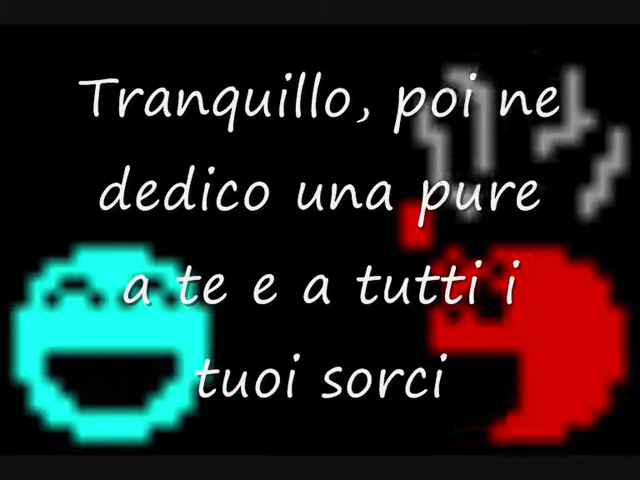 Tranquillo, poi ne
dedico una pure
a te e a tutti i
tuoi sorci